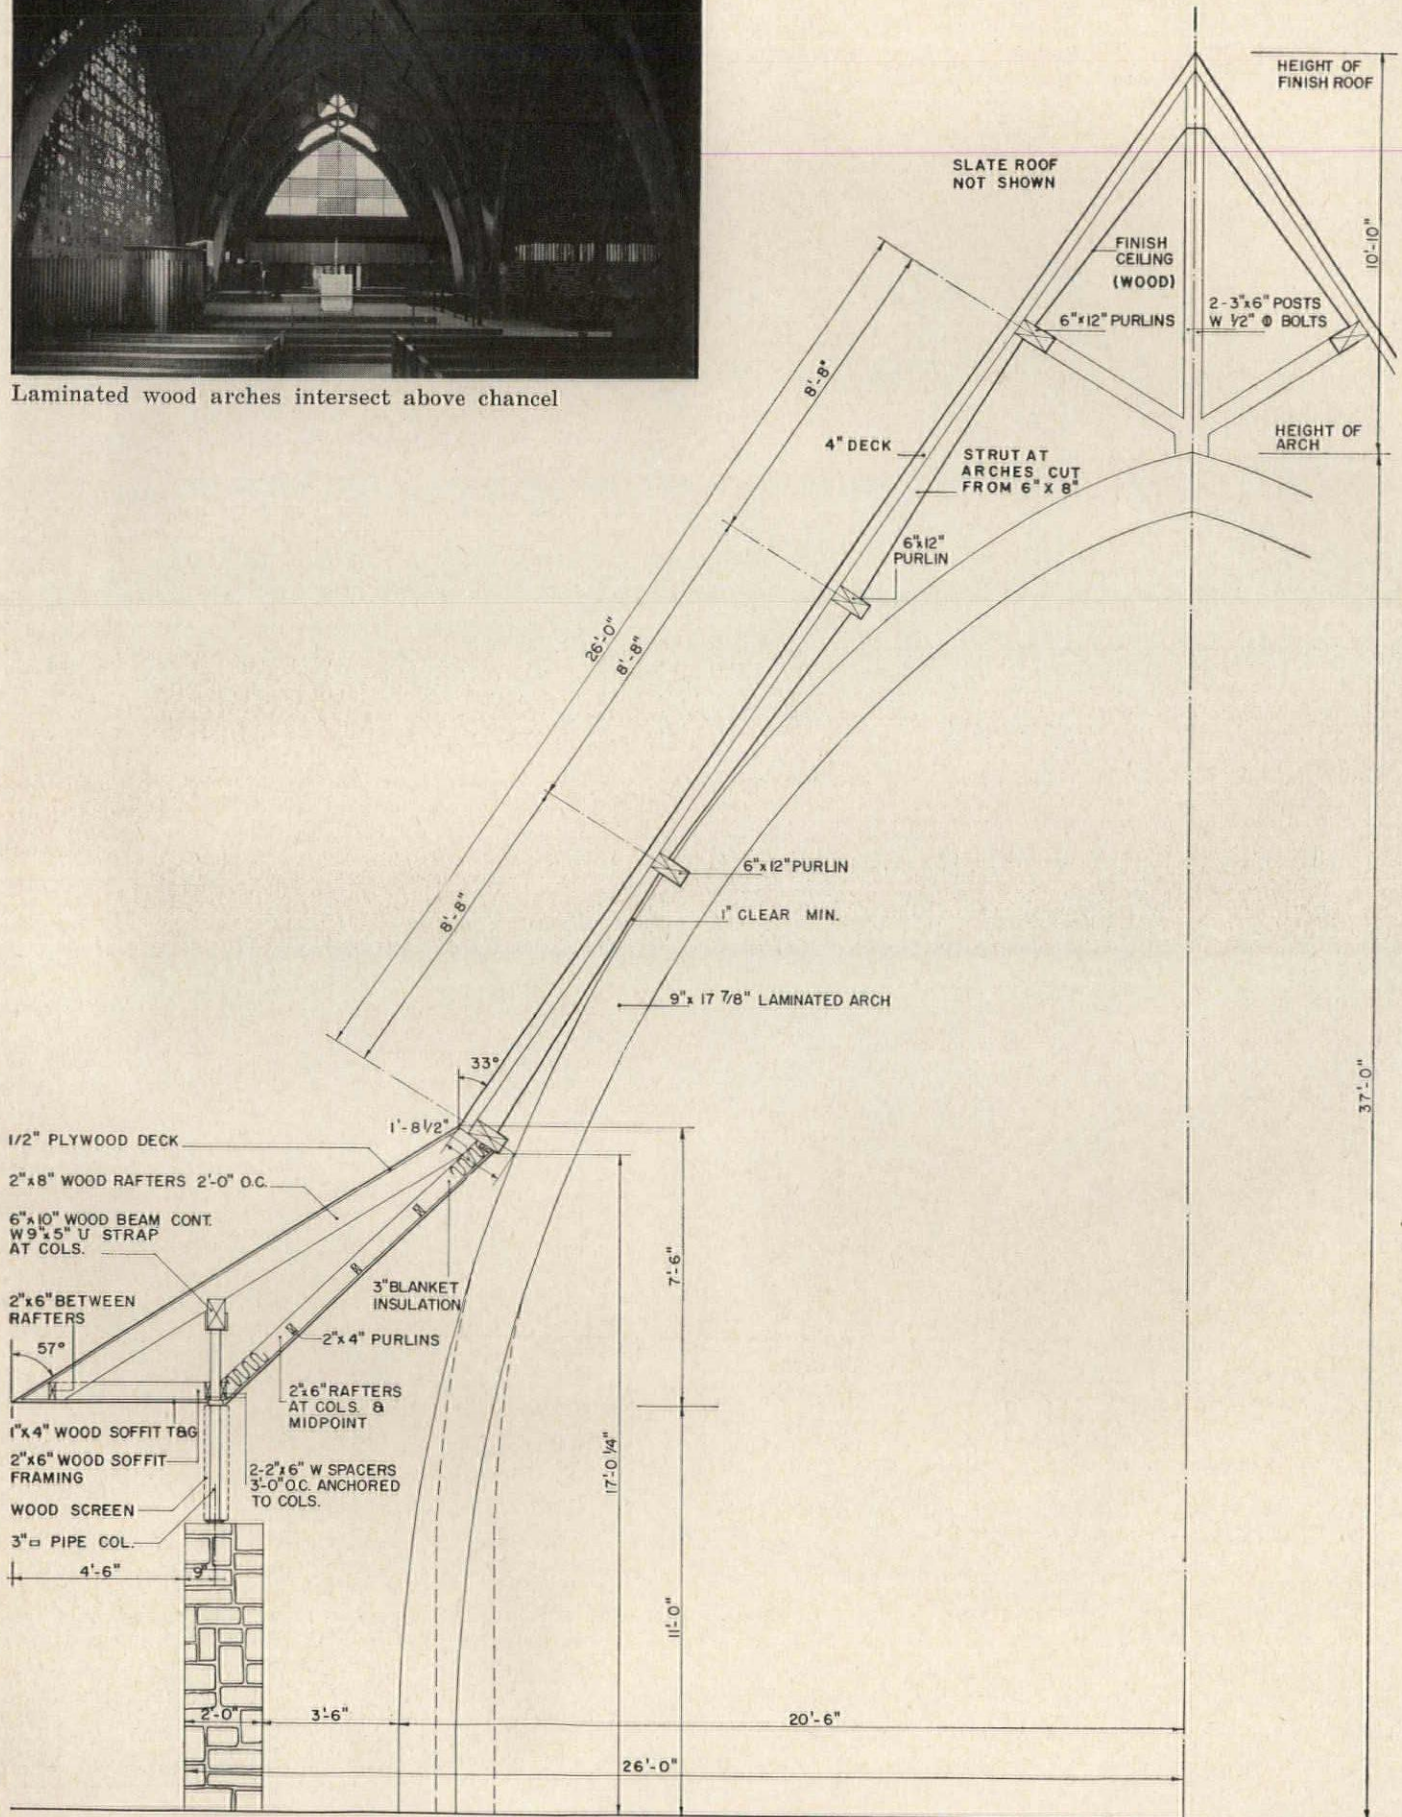 Laminated wood arches intersect above chancel
HEIGHT OF
FINISH ROOF
SLATE ROOF
NOT SHOWN
10'-10"
FINISH
CEILING
(WOOD)
6"x12" PURLINS
2-3"x6" POSTS
W 1/2" Φ BOLTS
8'-8"
4" DECK
HEIGHT OF
ARCH
STRUT AT
ARCHES CUT
FROM 6" X 8"
6"x12"
PURLIN
26'-0"
8'-8"
6"x12" PURLIN
8'-8"
1" CLEAR MIN.
9"x 17 7/8" LAMINATED ARCH
33°
37'-0"
1'-8 1/2"
1/2" PLYWOOD DECK
2"x8" WOOD RAFTERS 2'-0" O.C.
6"x10" WOOD BEAM CONT.
W 9"x5" U STRAP
AT COLS.
7'-6"
3" BLANKET
INSULATION
2"x6" BETWEEN
RAFTERS
2"x4" PURLINS
57°
2"x6" RAFTERS
AT COLS. &
MIDPOINT
1"x4" WOOD SOFFIT T&G
2"x6" WOOD SOFFIT
FRAMING
2-2"x6" W SPACERS
3'-0" O.C. ANCHORED
TO COLS.
17'-0 1/4"
WOOD SCREEN
3"□ PIPE COL.
4'-6"
9"
11'-0"
2'-0"
3'-6"
20'-6"
26'-0"